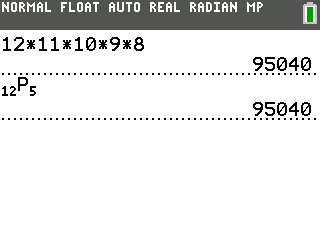 NORMAL FLOAT AUTO REAL RADIAN MP
12*11*10*9*8
95040
₁₂P₅
95040